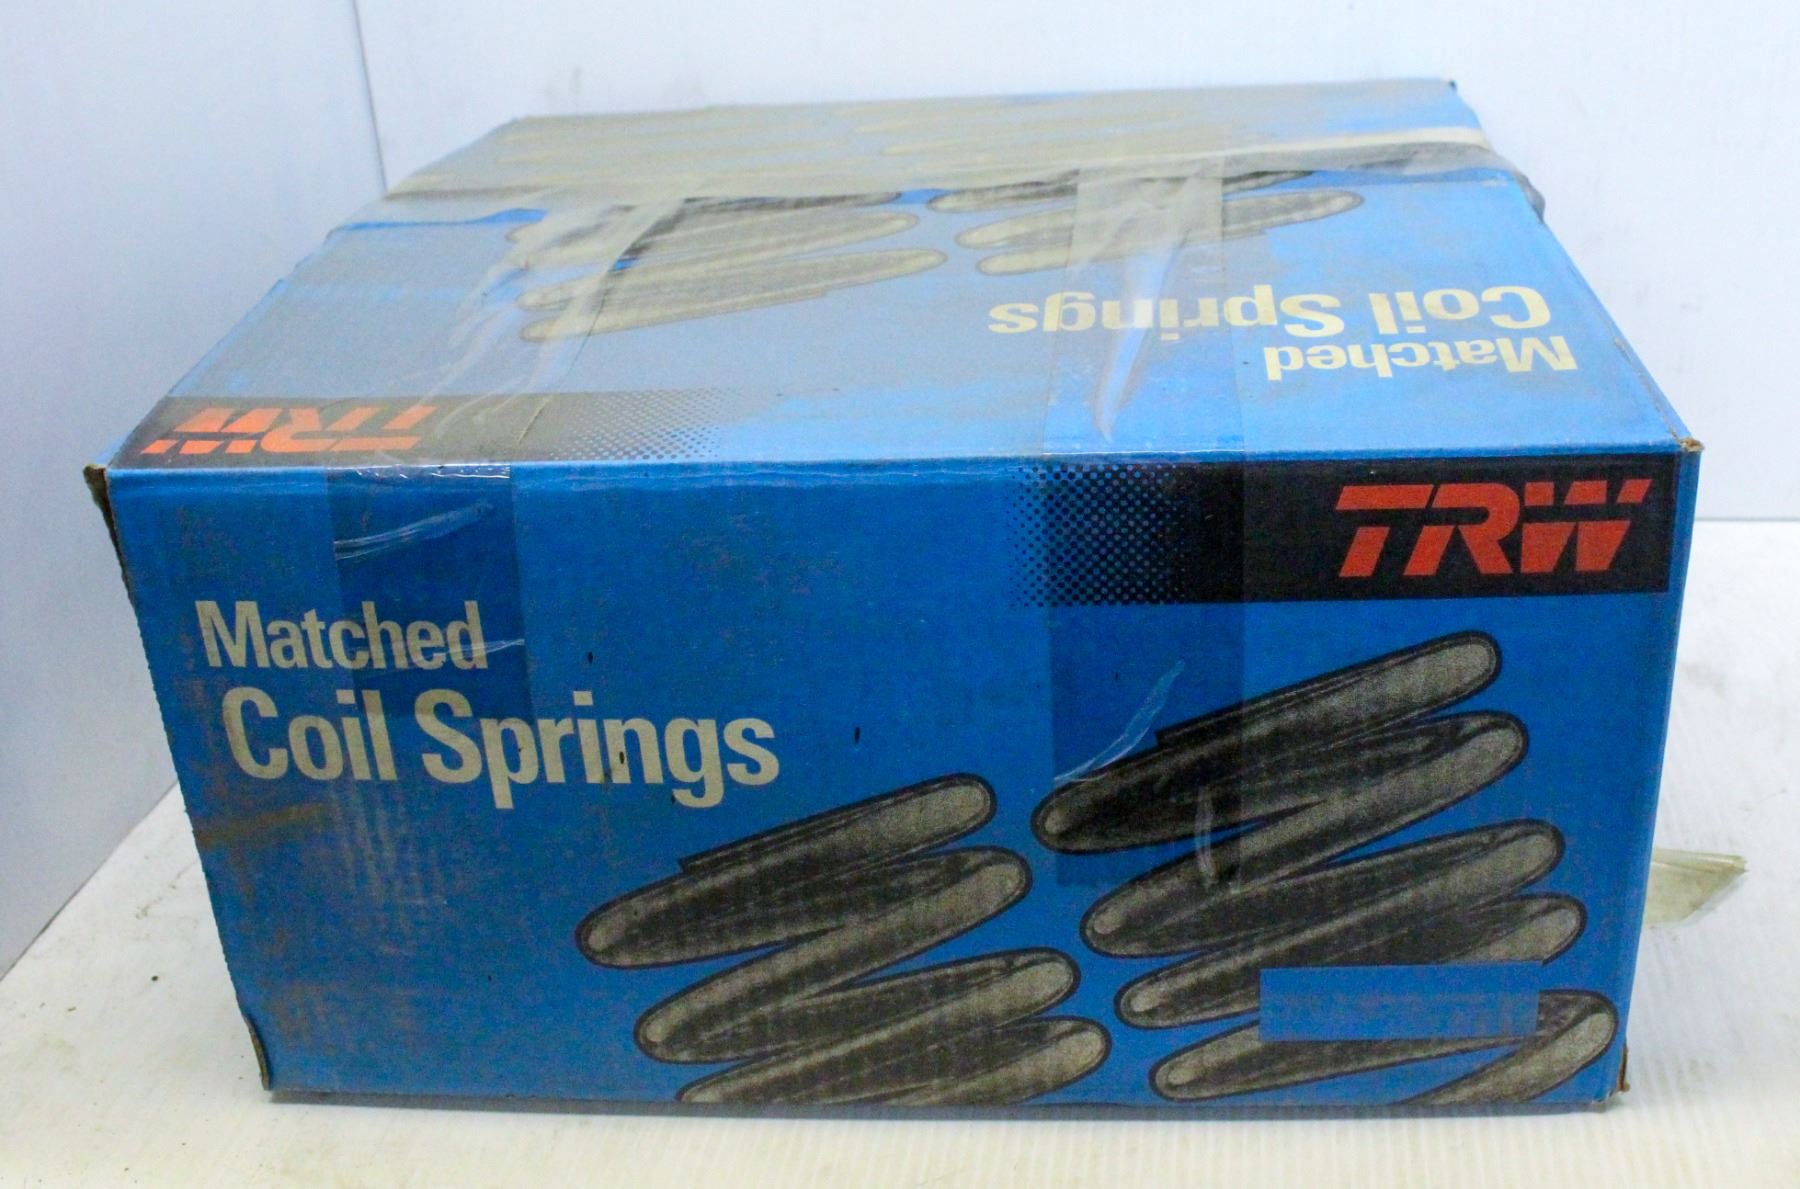 Matched
Coil Springs
TRW
TRW
Matched
Coil Springs